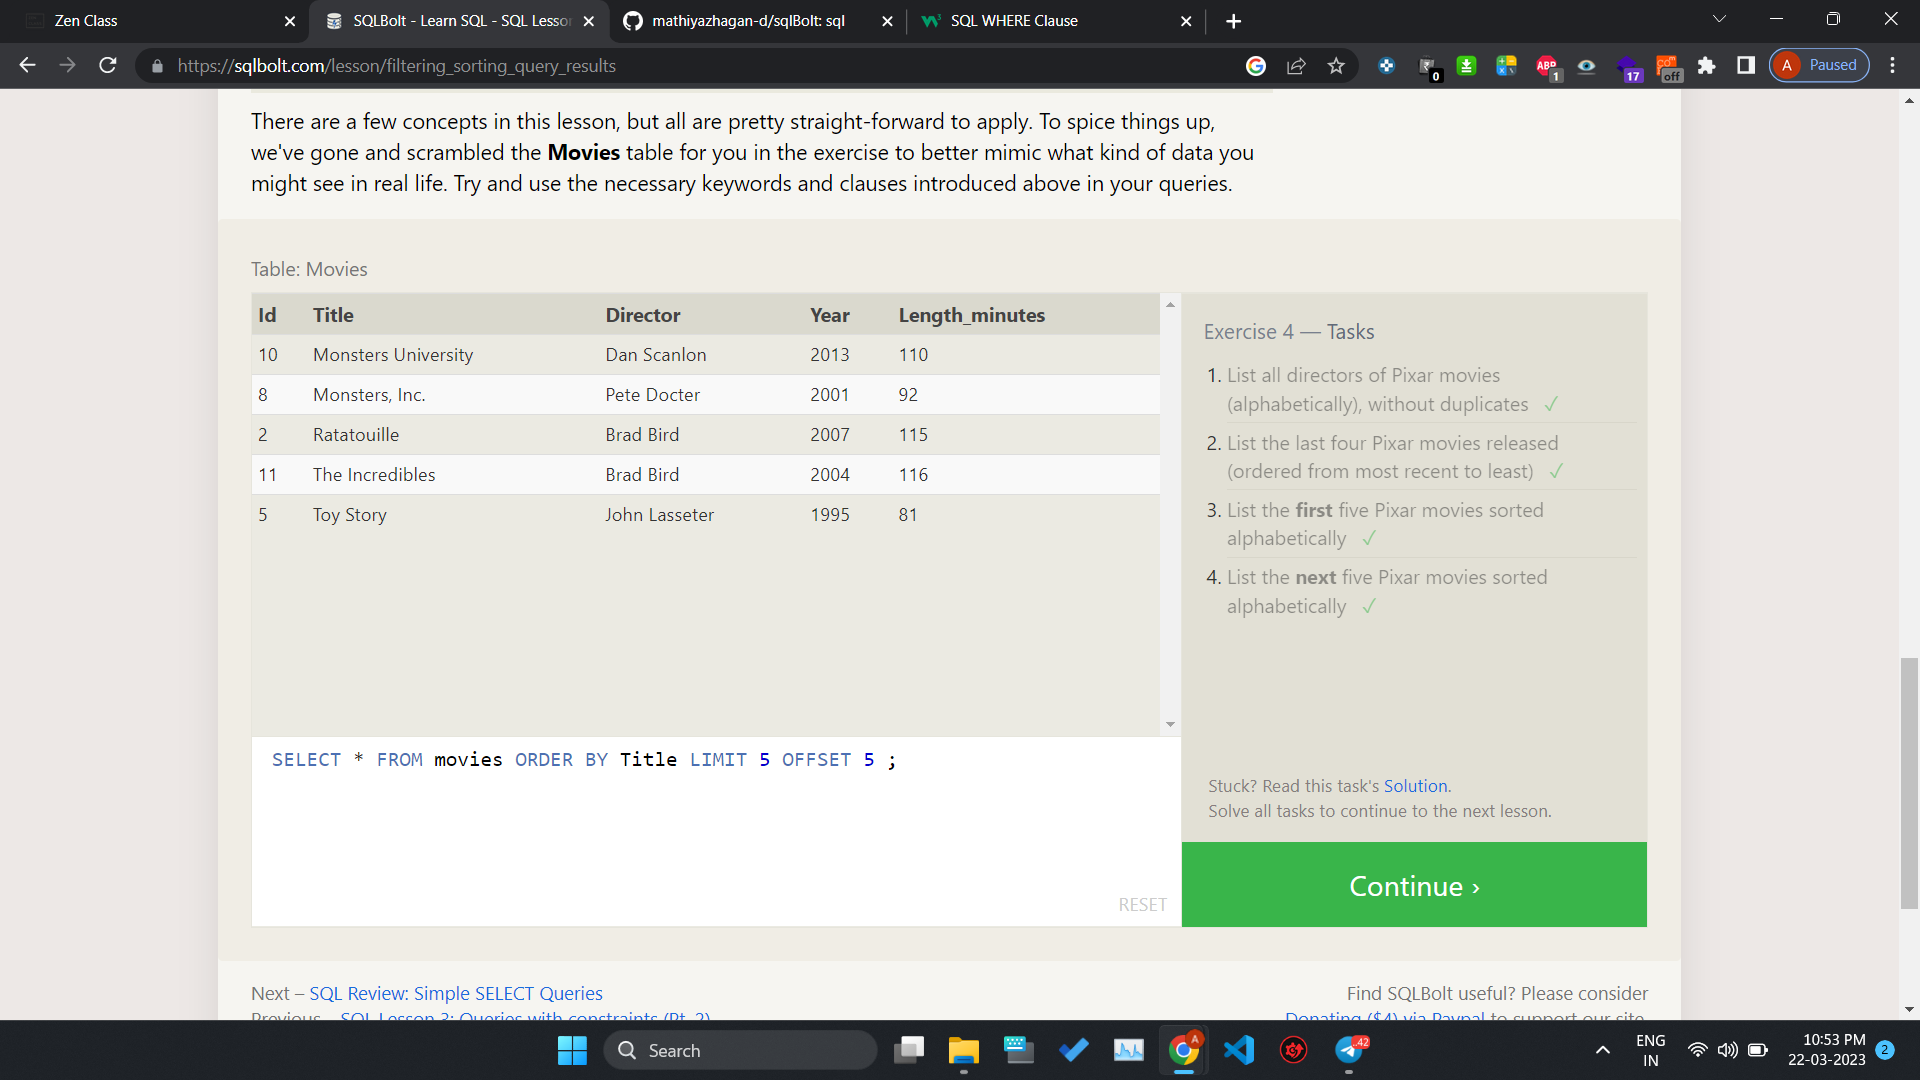 Zen Class
SQLBolt - Learn SQL - SQL Lesson
mathiyazhagan-d/sqlBolt: sql
SQL WHERE Clause
https://sqlbolt.com/lesson/filtering_sorting_query_results
0
ABP
1
17
off
A
Paused
There are a few concepts in this lesson, but all are pretty straight-forward to apply. To spice things up,
we've gone and scrambled the Movies table for you in the exercise to better mimic what kind of data you
might see in real life. Try and use the necessary keywords and clauses introduced above in your queries.
Table: Movies
Id Title Director Year Length_minutes
10 Monsters University Dan Scanlon 2013 110
8 Monsters, Inc. Pete Docter 2001 92
2 Ratatouille Brad Bird 2007 115
11 The Incredibles Brad Bird 2004 116
5 Toy Story John Lasseter 1995 81
Exercise 4 — Tasks
1. List all directors of Pixar movies
(alphabetically), without duplicates ✓
2. List the last four Pixar movies released
(ordered from most recent to least) ✓
3. List the first five Pixar movies sorted
alphabetically ✓
4. List the next five Pixar movies sorted
alphabetically ✓
SELECT * FROM movies ORDER BY Title LIMIT 5 OFFSET 5 ;
RESET
Stuck? Read this task's Solution.
Solve all tasks to continue to the next lesson.
Continue ›
Next – SQL Review: Simple SELECT Queries
Previous – SQL Lesson 3: Queries with constraints (Pt. 2)
Find SQLBolt useful? Please consider
Donating ($4) via Paypal to support our site.
Search
A
42
ENG
IN
10:53 PM
22-03-2023
2